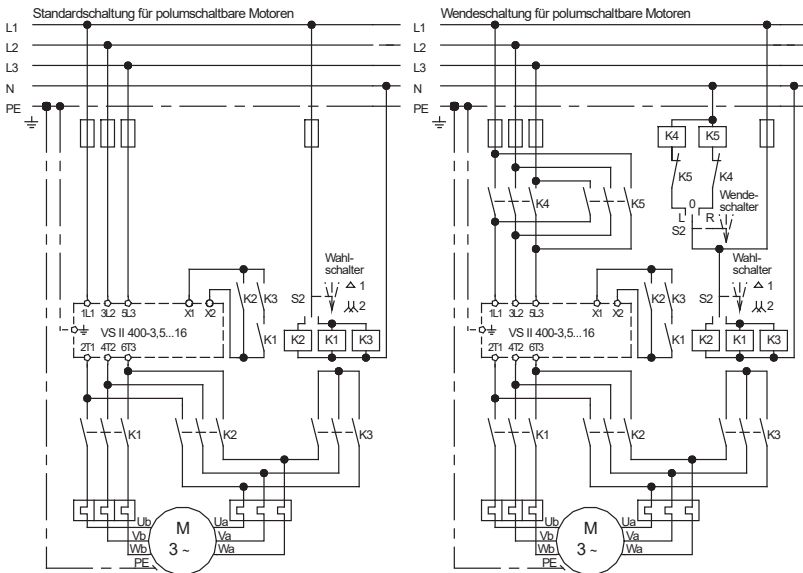 Standardschaltung für polumschaltbare Motoren
L1
L2
L3
N
PE
Wahl-
schalter
S2
1
2
1L1 3L2 5L3 X1 X2
K2 K3
K1
VS II 400-3,5...16
2T1 4T2 6T3
K2 K1 K3
K1 K2 K3
Ub Ua
Vb Va
Wb Wa
PE
M
3 ~
Wendeschaltung für polumschaltbare Motoren
L1
L2
L3
N
PE
K4 K5
K5 K4
K4 K5
L 0 R
S2
Wende-
schalter
Wahl-
schalter
S2
1
2
1L1 3L2 5L3 X1 X2
K2 K3
K1
VS II 400-3,5...16
2T1 4T2 6T3
K2 K1 K3
K1 K2 K3
Ub Ua
Vb Va
Wb Wa
PE
M
3 ~